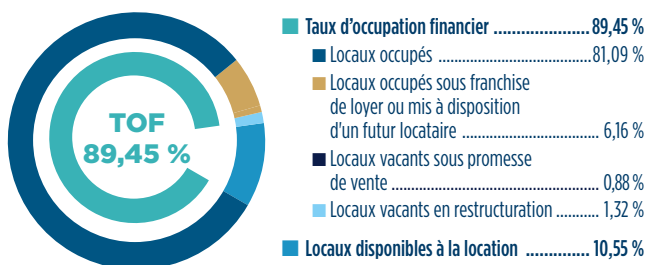 TOF
89,45 %
Taux d'occupation financier .................... 89,45 %
Locaux occupés ................................. 81,09 %
Locaux occupés sous franchise
de loyer ou mis à disposition
d'un futur locataire ............................. 6,16 %
Locaux vacants sous promesse
de vente ............................................ 0,88 %
Locaux vacants en restructuration ........... 1,32 %
Locaux disponibles à la location .............. 10,55 %